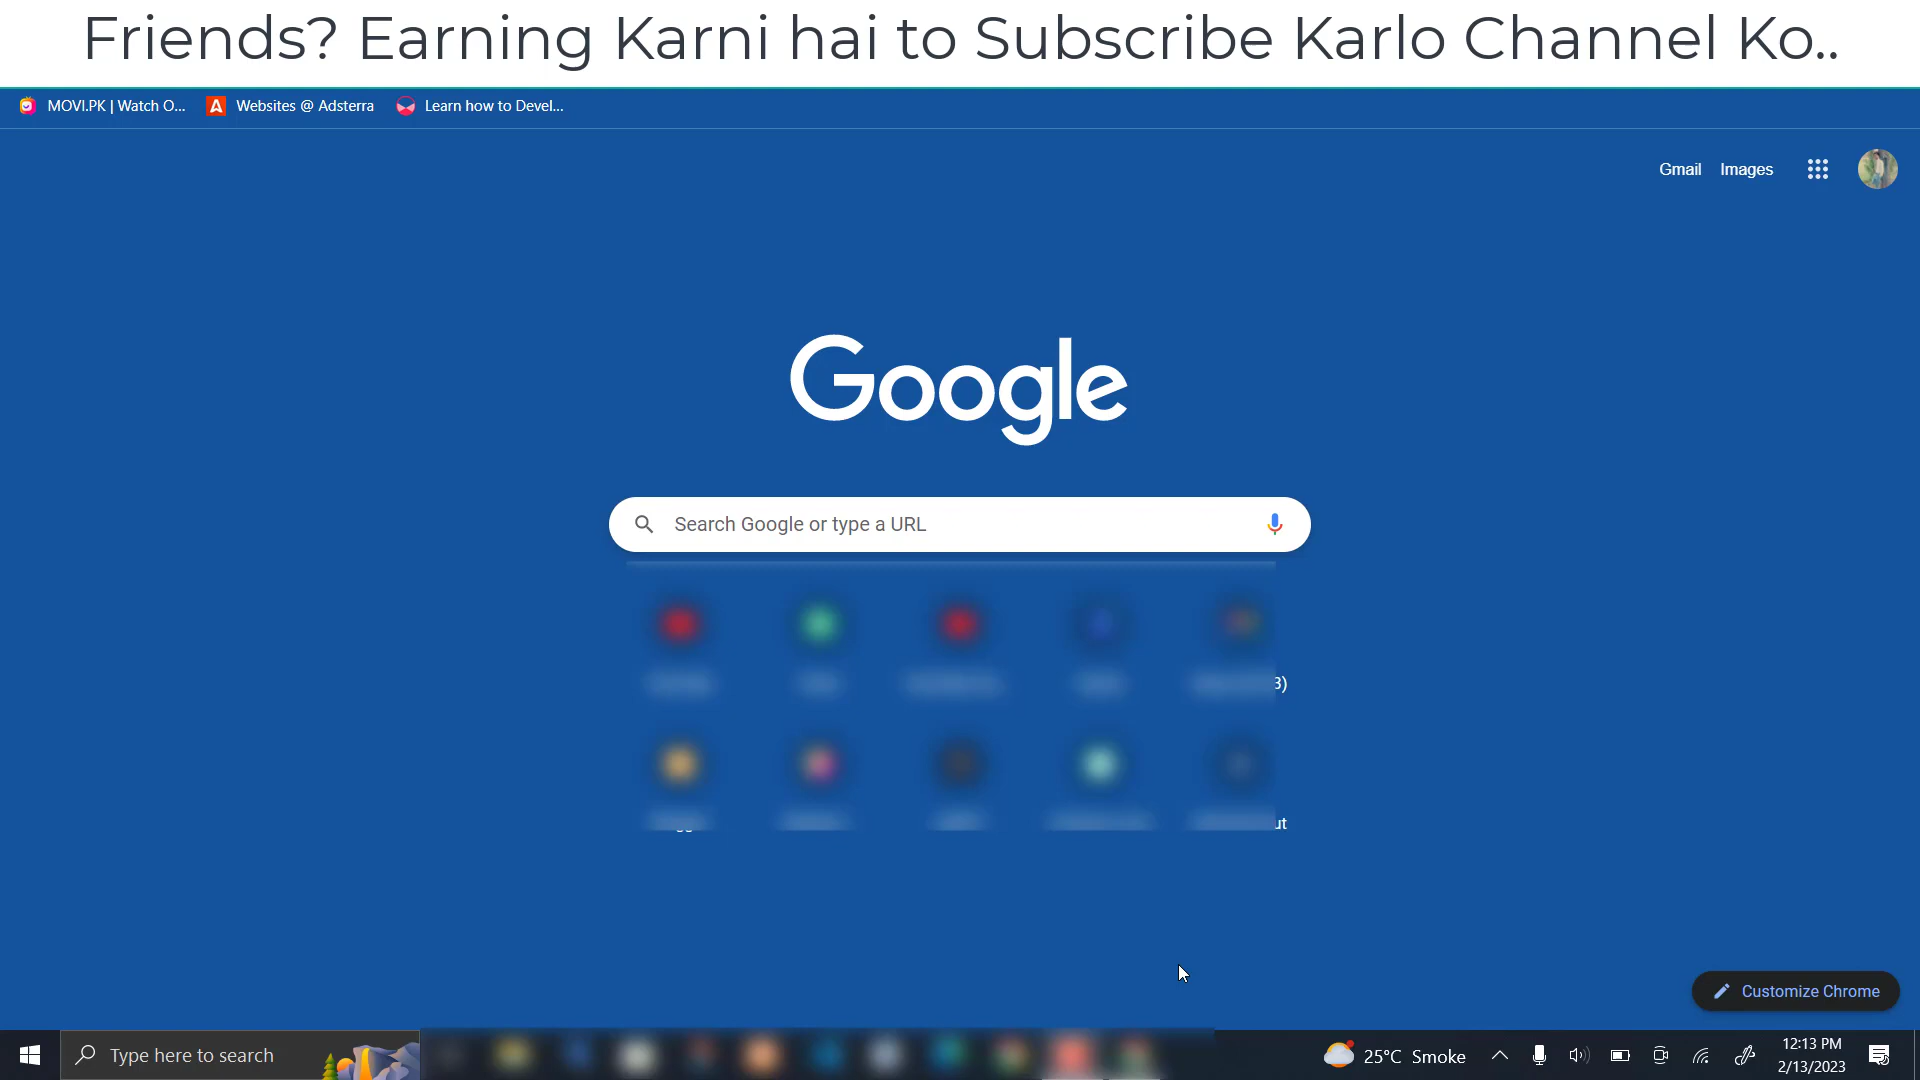 Friends? Earning Karni hai to Subscribe Karlo Channel Ko..
MOVI.PK | Watch O... Websites @ Adsterra Learn how to Devel...
Gmail Images
Google
Search Google or type a URL
3)
ut
Customize Chrome
Type here to search
25°C Smoke
12:13 PM
2/13/2023